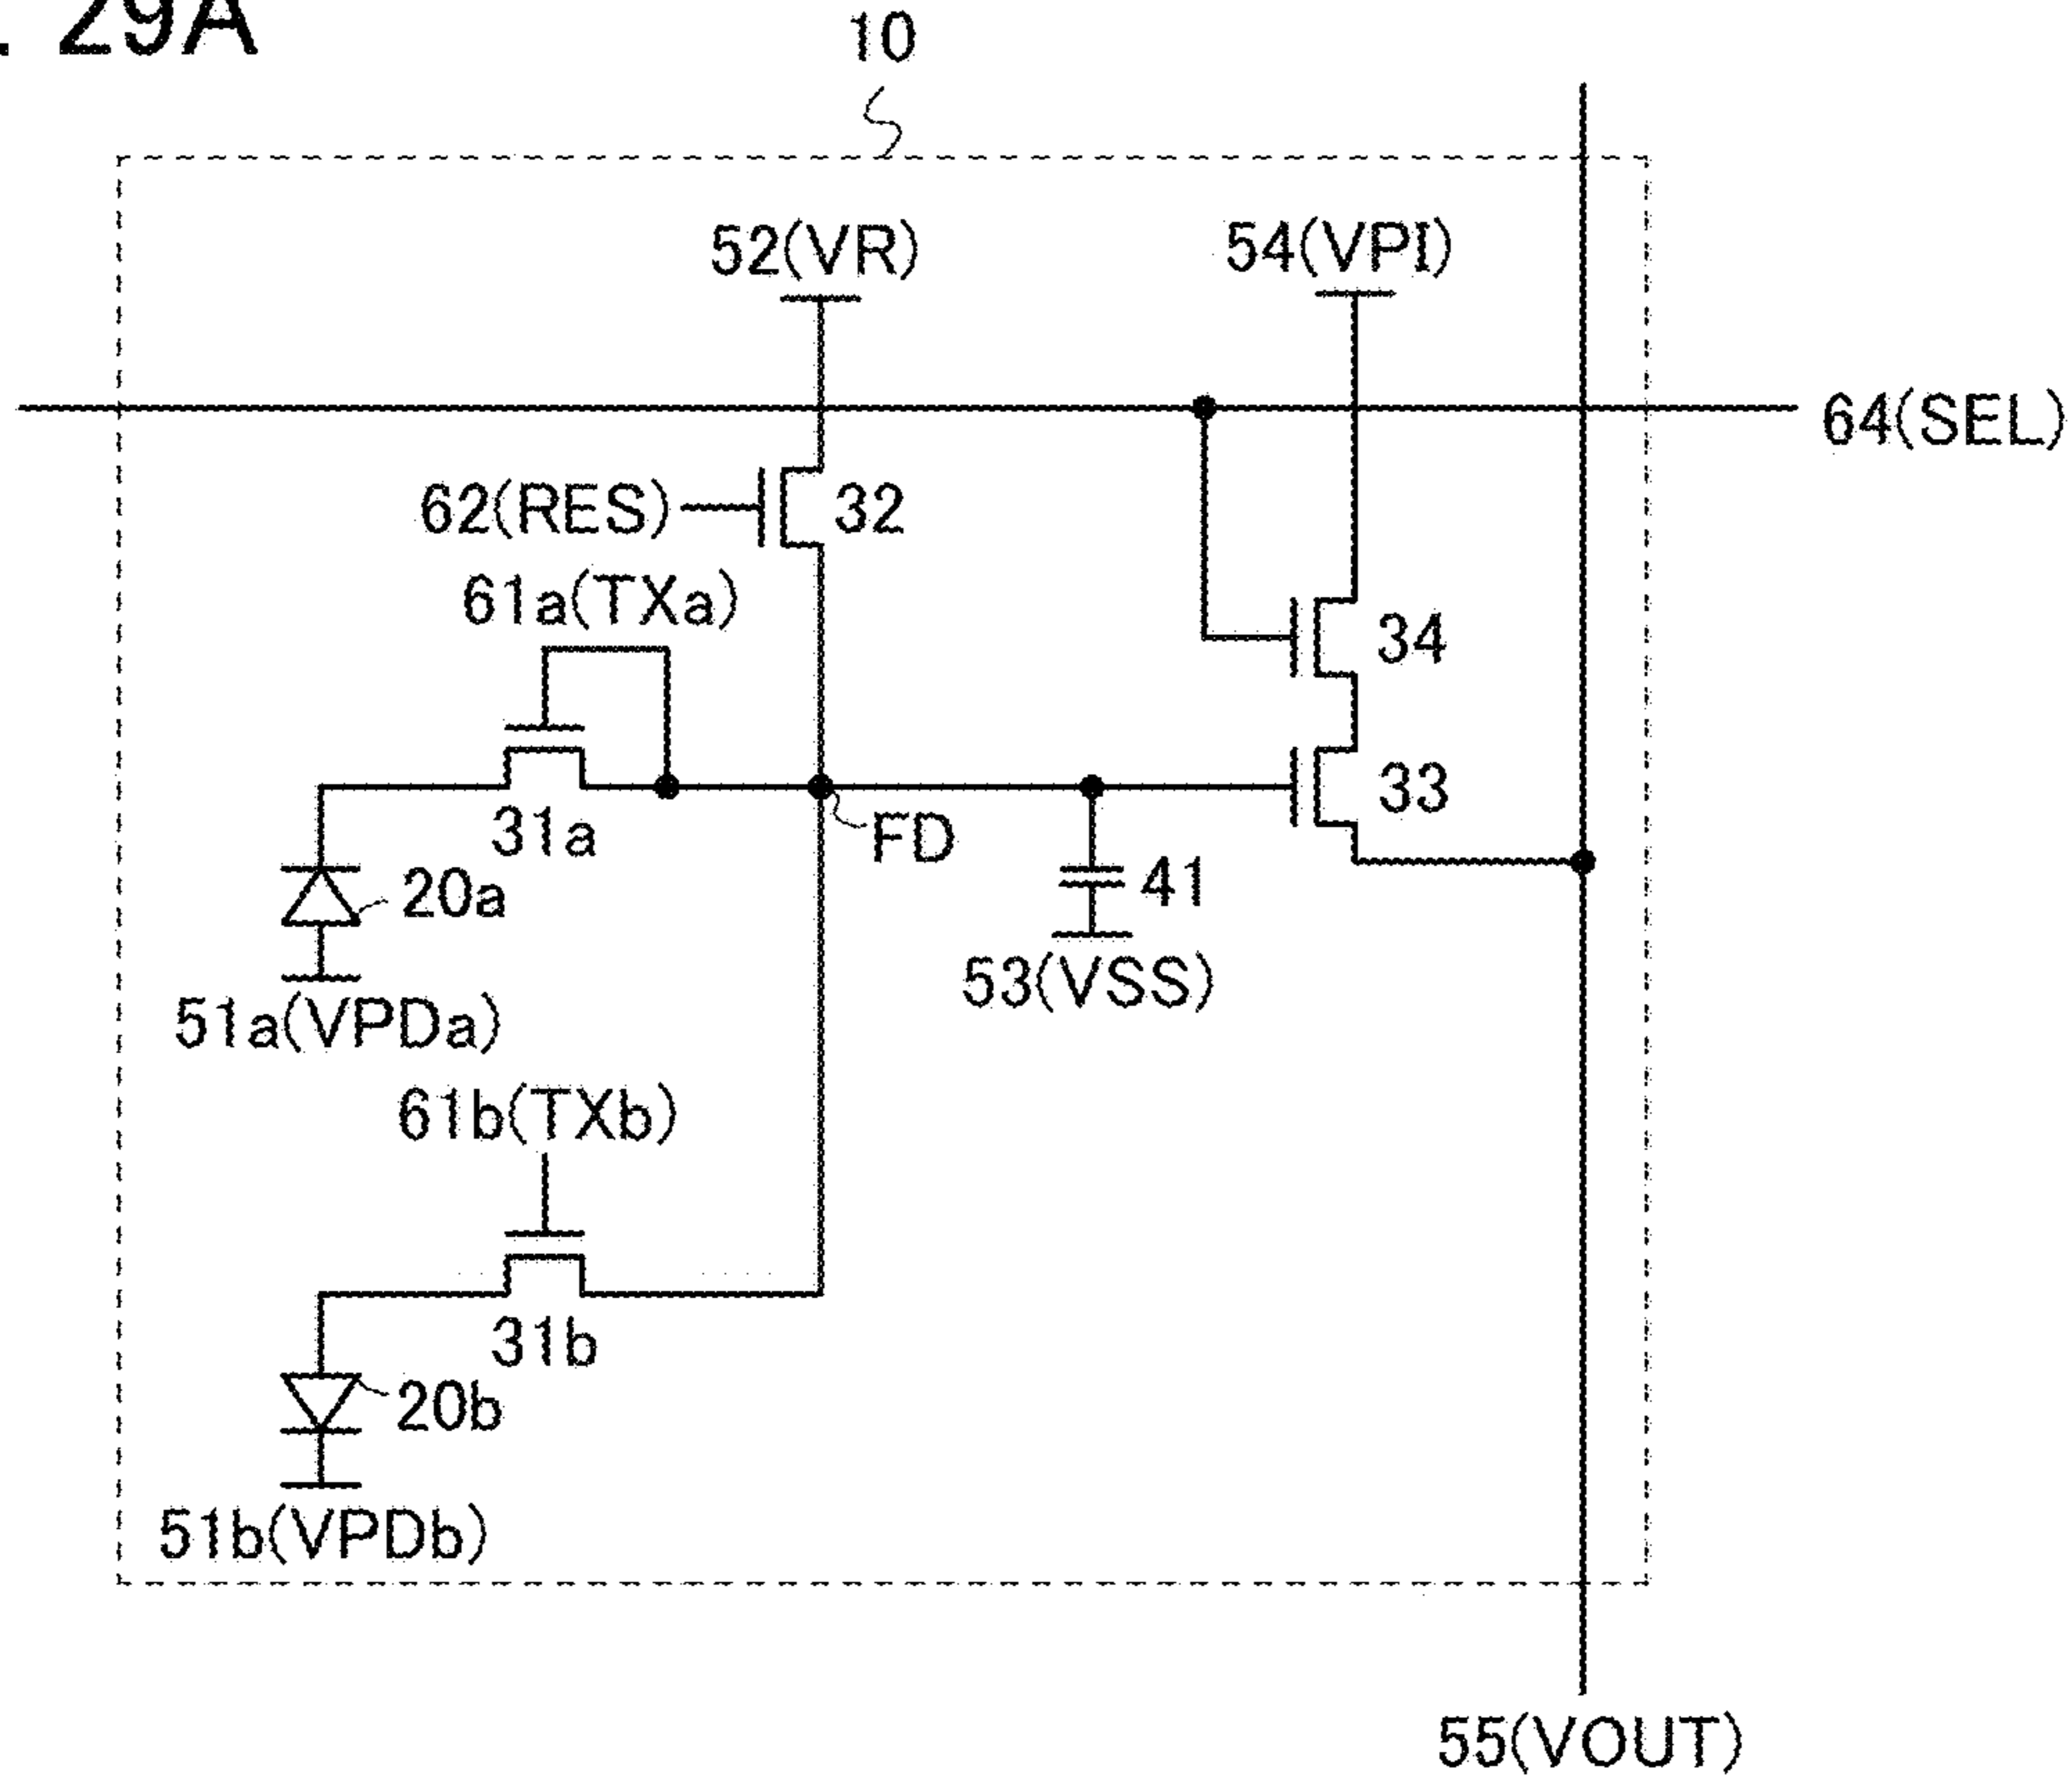 . 29A
10
52(VR)
54(VPI)
64(SEL)
62(RES)
32
61a(TXa)
34
33
31a
FD
20a
41
53(VSS)
51a(VPDa)
61b(TXb)
31b
20b
51b(VPDb)
55(VOUT)